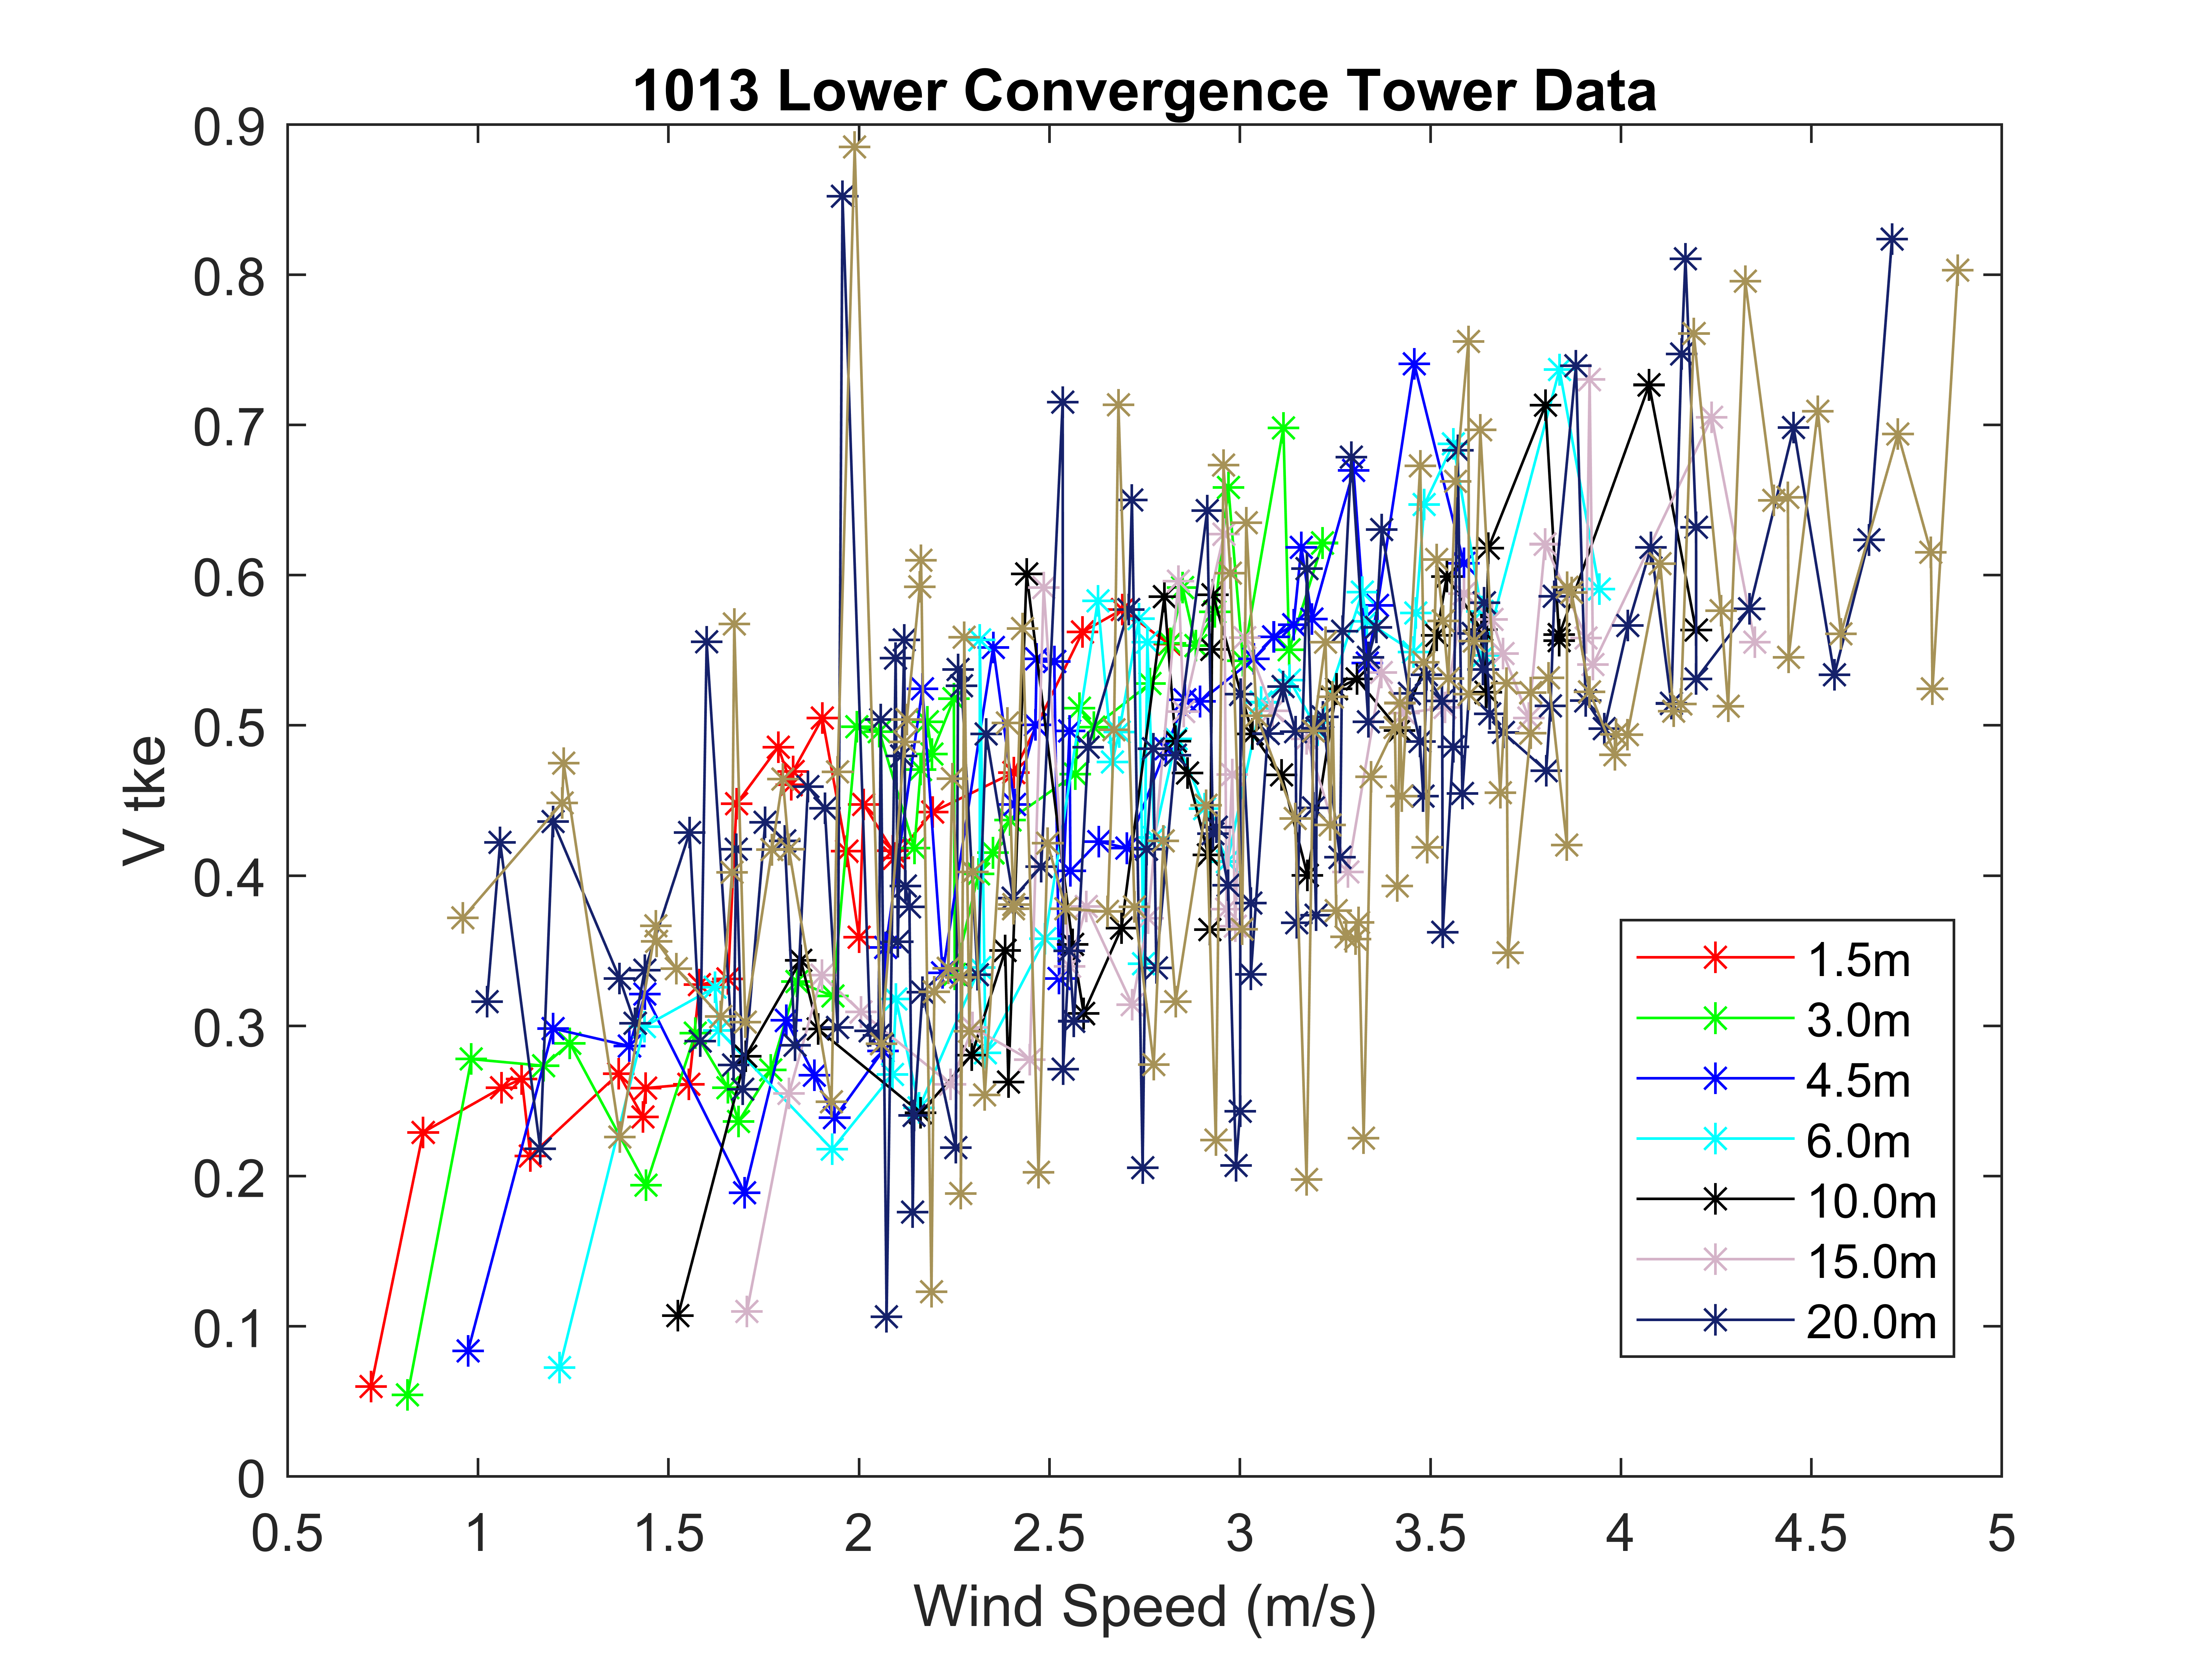 1013 Lower Convergence Tower Data
0.9
0.8
0.7
0.6
0.5
0.4
0.3
0.2
0.1
0
V tke
0.5 1 1.5 2 2.5 3 3.5 4 4.5 5
Wind Speed (m/s)
1.5m
3.0m
4.5m
6.0m
10.0m
15.0m
20.0m